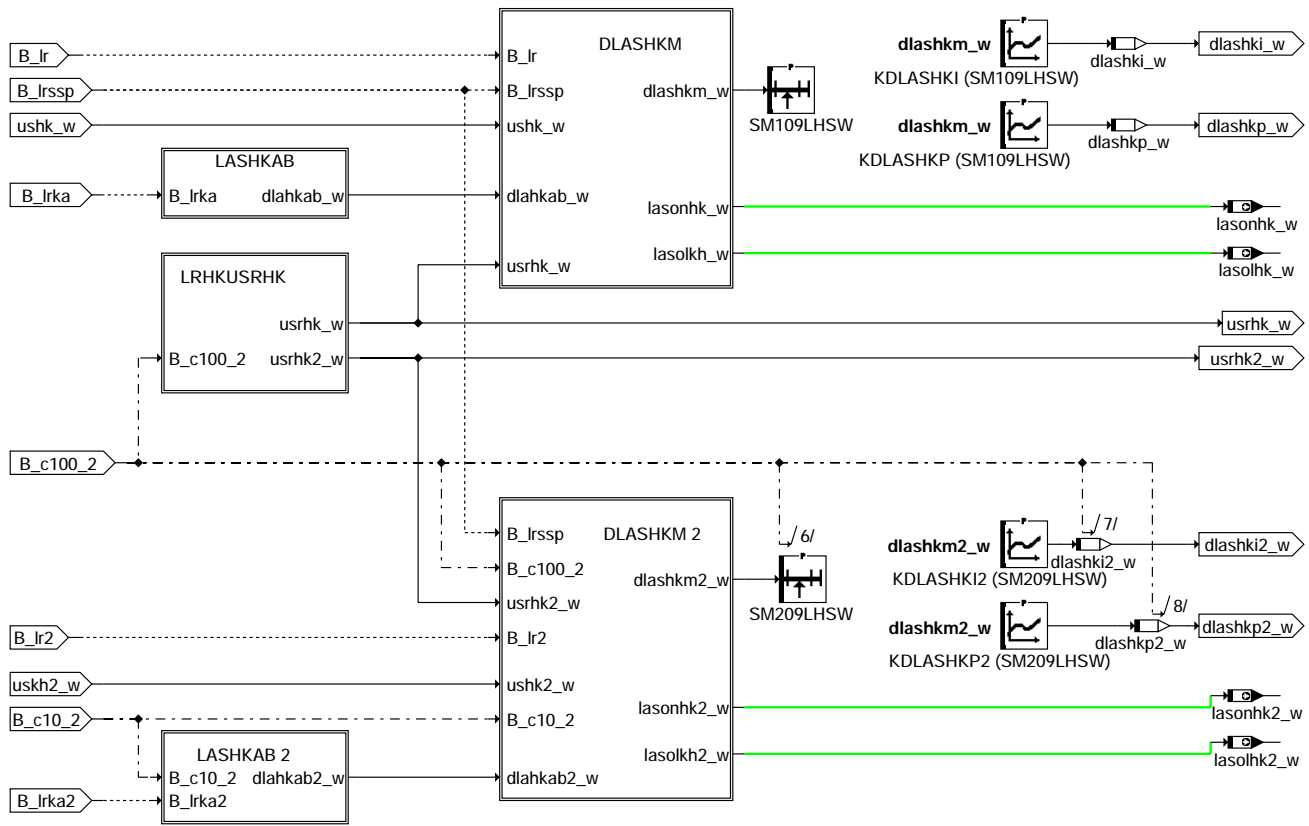 DLASHKM
B_lr
B_lr
dlashkm_w
KDLASHKI (SM109LHSW)
dlashki_w
dlashki_w
B_lrssp
B_lrssp
dlashkm_w
SM109LHSW
ushk_w
ushk_w
dlashkm_w
KDLASHKP (SM109LHSW)
dlashkp_w
dlashkp_w
LASHKAB
B_lrka
B_lrka
dlahkab_w
dlahkab_w
lasonhk_w
lasonhk_w
lasolkh_w
lasolhk_w
usrhk_w
LRHKUSRHK
usrhk_w
usrhk_w
B_c100_2
usrhk2_w
usrhk2_w
B_c100_2
DLASHKM 2
B_lrssp
B_c100_2
dlashkm2_w
6/
SM209LHSW
dlashkm2_w
KDLASHKI2 (SM209LHSW)
7/
dlashki2_w
dlashki2_w
usrhk2_w
dlashkm2_w
KDLASHKP2 (SM209LHSW)
8/
dlashkp2_w
dlashkp2_w
B_lr2
B_lr2
uskh2_w
ushk2_w
B_c10_2
B_c10_2
lasonhk2_w
lasonhk2_w
lasolkh2_w
lasolhk2_w
LASHKAB 2
B_c10_2
dlahkab2_w
dlahkab2_w
B_lrka2
B_lrka2